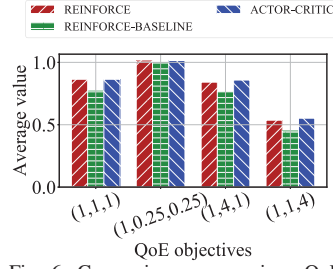 REINFORCE
ACTOR-CRITIC
REINFORCE-BASELINE
1.0
0.5
0.0
Average value
(1,1,1)
(1,0.25,0.25)
(1,4,1)
(1,1,4)
QoE objectives